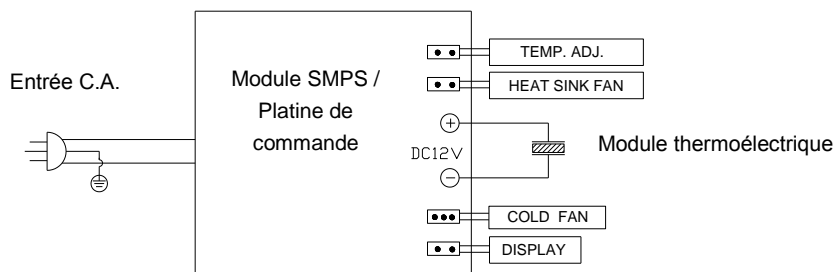 TEMP. ADJ.
Entrée C.A.
Module SMPS /
Platine de
commande
HEAT SINK FAN
DC12V
Module thermoélectrique
COLD FAN
DISPLAY